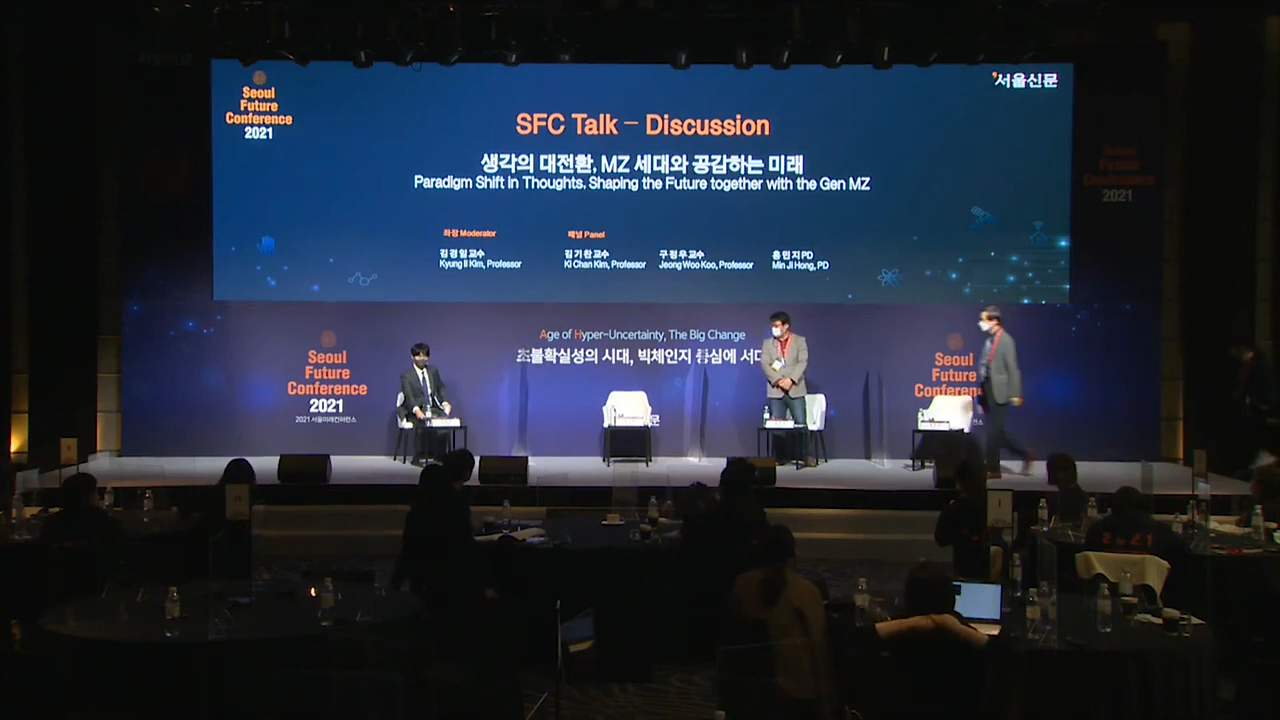 Seoul
Future
Conference
2021
서울신문
SFC Talk – Discussion
생각의 대전환, MZ 세대와 공감하는 미래
Paradigm Shift in Thoughts. Shaping the Future together with the Gen MZ
좌장 Moderator
패널 Panel
김경일 교수
김기찬 교수
구정우 교수
홍민지 PD
Kyung Il Kim, Professor
Ki Chan Kim, Professor
Jeong Woo Koo, Professor
Min Ji Hong, PD
Seoul
Future
Conference
2021
Age of Hyper-Uncertainty, The Big Change
초불확실성의 시대, 빅체인지 중심에 서다
Seoul
Future
Conference
2021
2021 서울미래컨퍼런스
Seoul
Future
Conference
2021